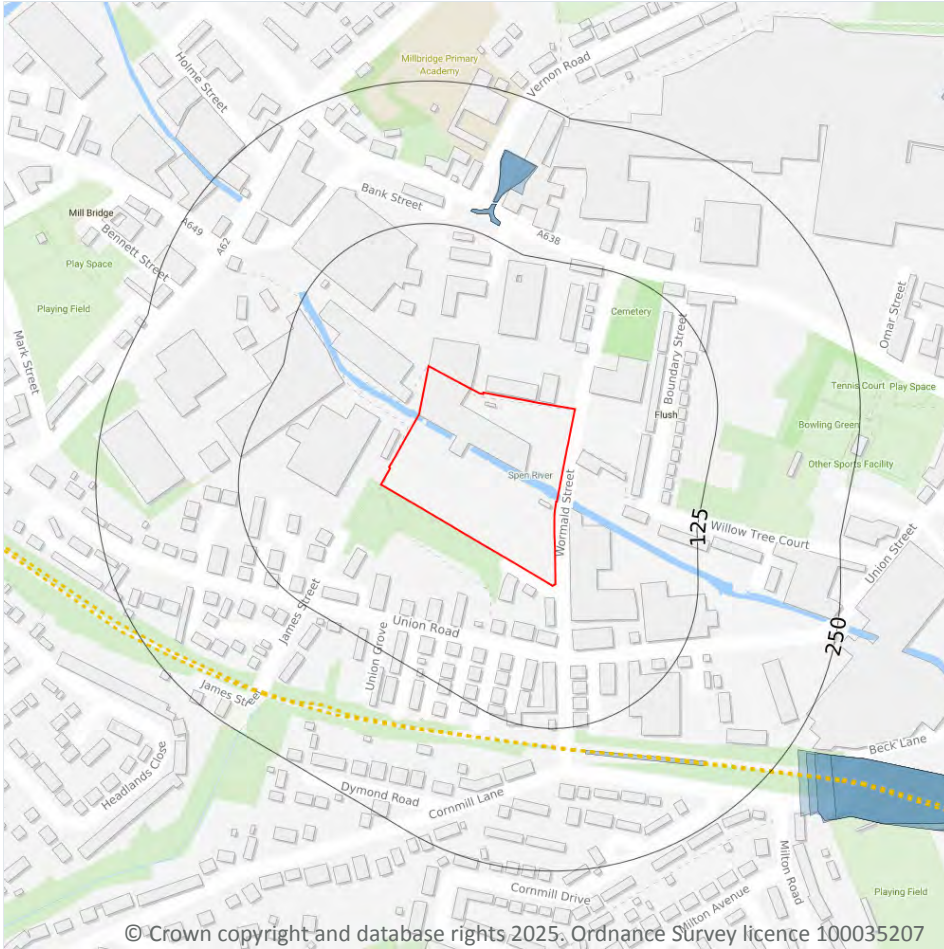 Millbridge Primary
Academy
Vernon Road
Holme Street
Bank Street
A638
Mill Bridge
A649
A62
Bennett Street
Play Space
Playing Field
Mark Street
Cemetery
Boundary Street
Omar Street
Tennis Court
Play Space
Bowling Green
Flush
Other Sports Facility
Spen River
Wormald Street
125
Willow Tree Court
Union Street
250
James Street
Union Road
Union Grove
James Street
Headlands Close
Beck Lane
Dymond Road
Cornmill Lane
Cornmill Drive
Milton Avenue
Milton Road
Playing Field
© Crown copyright and database rights 2025. Ordnance Survey licence 100035207